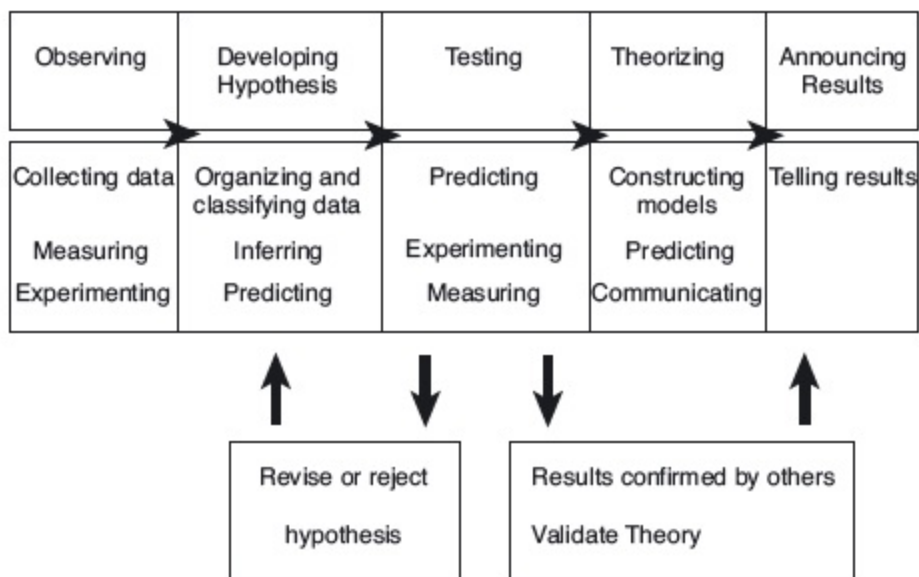 Observing
Developing
Hypothesis
Testing
Theorizing
Announcing
Results
Collecting data
Measuring
Experimenting
Organizing and
classifying data
Inferring
Predicting
Predicting
Experimenting
Measuring
Constructing
models
Predicting
Communicating
Telling results
Revise or reject
hypothesis
Results confirmed by others
Validate Theory